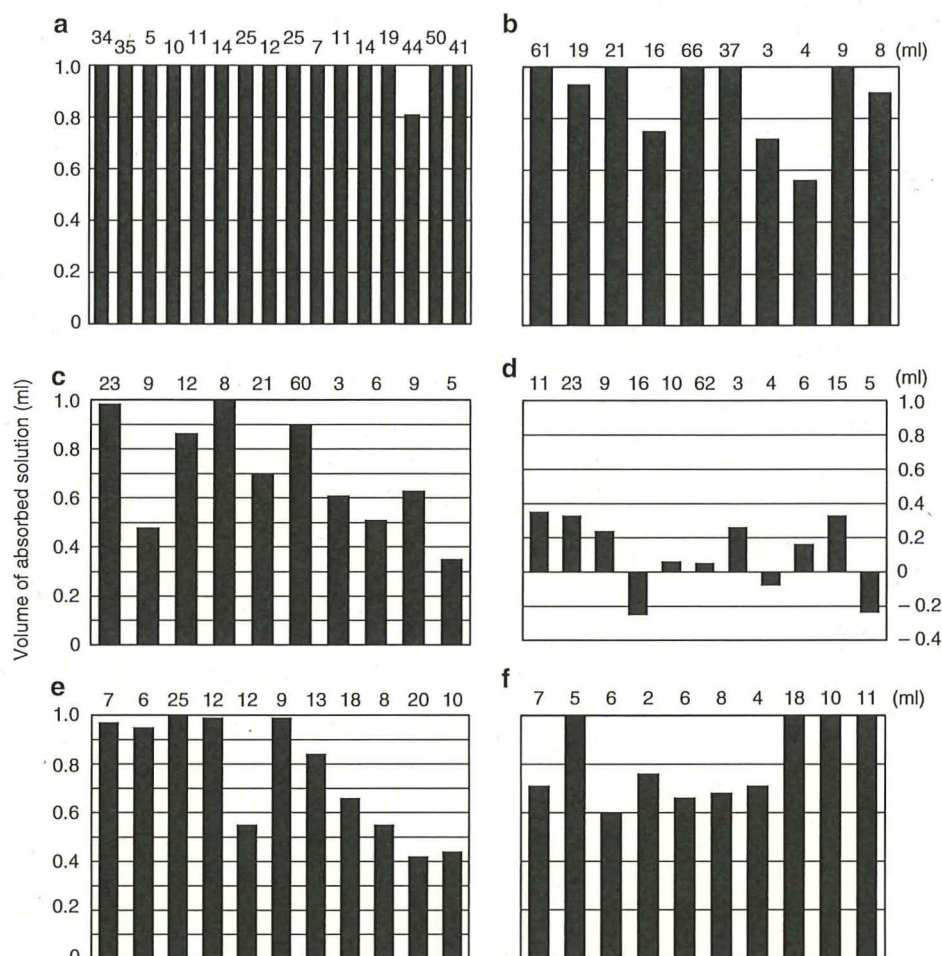 a
34 35 5 10 11 14 25 12 25 7 11 14 19 44 50 41
1.0
0.8
0.6
0.4
0.2
0
b
61 19 21 16 66 37 3 4 9 8 (ml)
Volume of absorbed solution (ml)
c
23 9 12 8 21 60 3 6 9 5
1.0
0.8
0.6
0.4
0.2
0
d
11 23 9 16 10 62 3 4 6 15 5 (ml)
1.0
0.8
0.6
0.4
0.2
0
– 0.2
– 0.4
e
7 6 25 12 12 9 13 18 8 20 10
1.0
0.8
0.6
0.4
0.2
0
f
7 5 6 2 6 8 4 18 10 11 (ml)